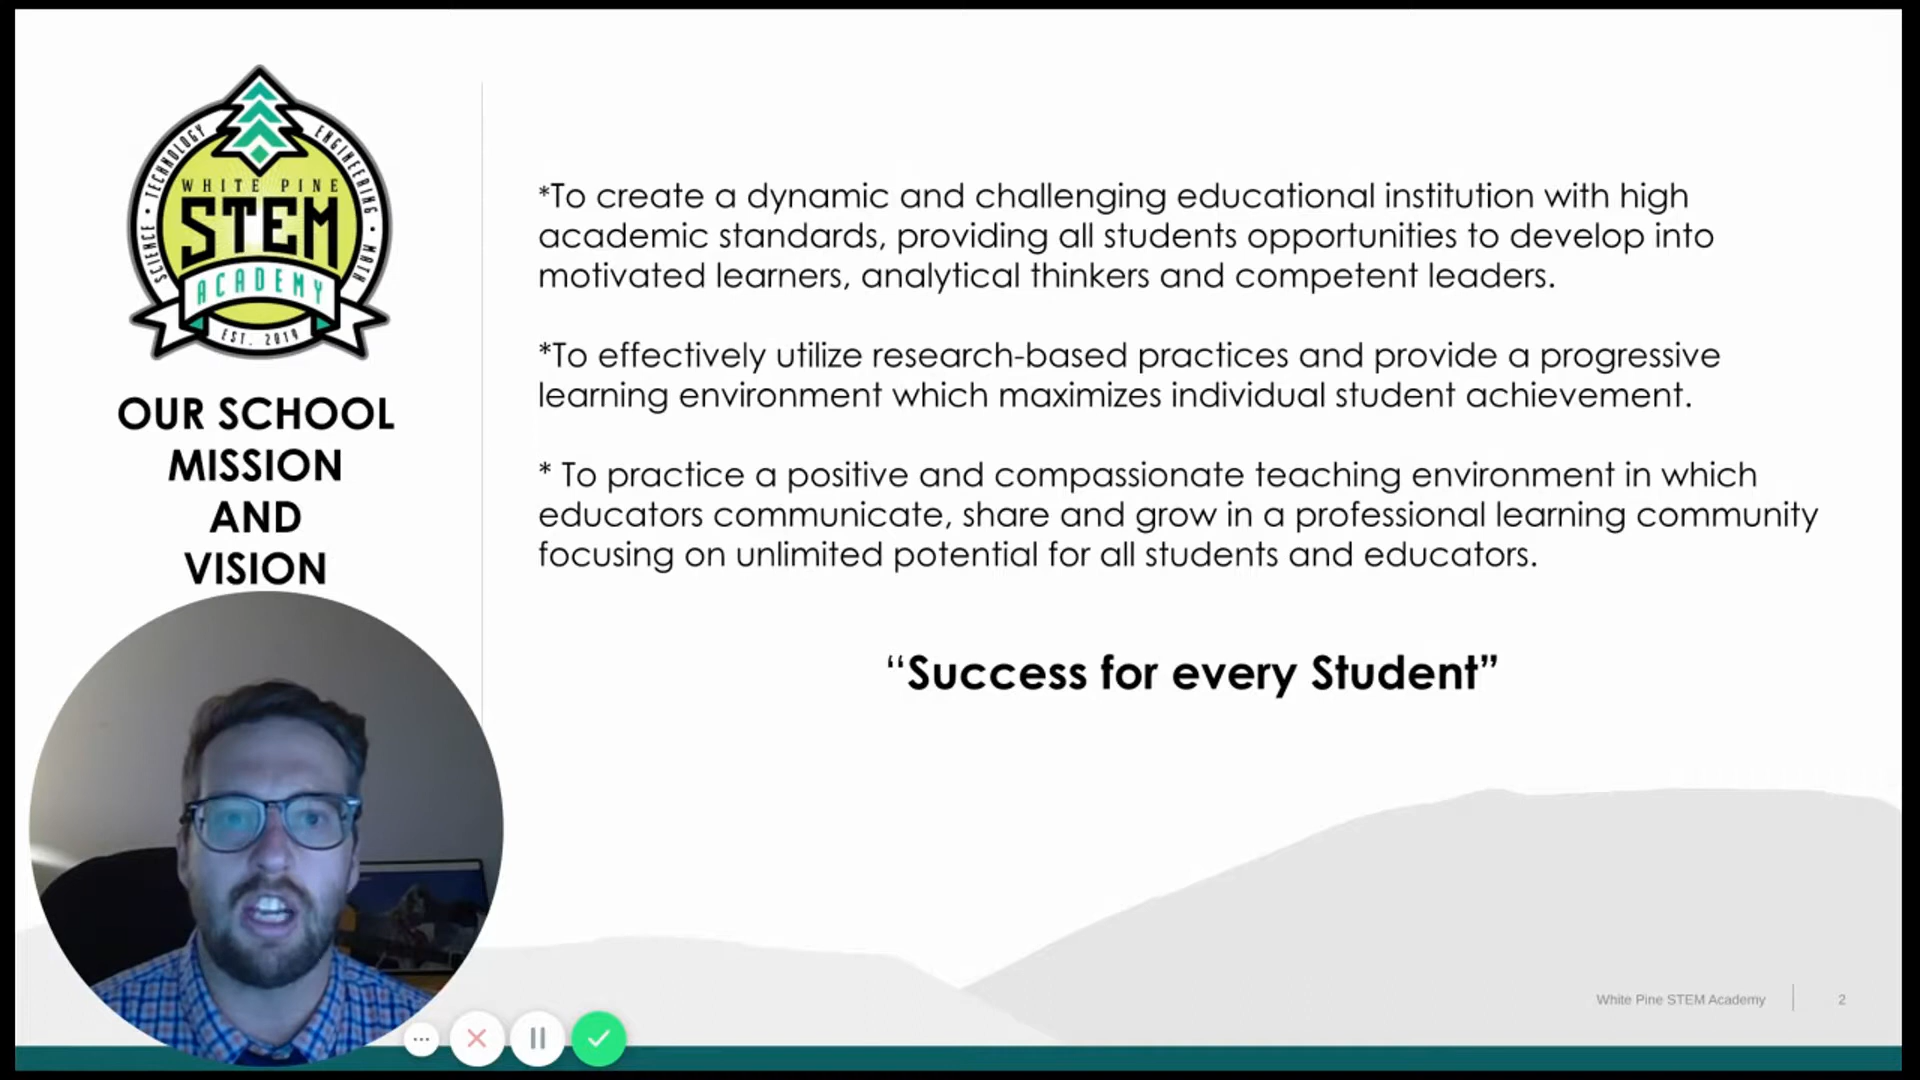 TECHNOLOGY
ENGINEERING
SCIENCE
MATH
WHITE PINE
STEM
ACADEMY
EST. 2019
OUR SCHOOL
MISSION
AND
VISION
*To create a dynamic and challenging educational institution with high
academic standards, providing all students opportunities to develop into
motivated learners, analytical thinkers and competent leaders.
*To effectively utilize research-based practices and provide a progressive
learning environment which maximizes individual student achievement.
* To practice a positive and compassionate teaching environment in which
educators communicate, share and grow in a professional learning community
focusing on unlimited potential for all students and educators.
“Success for every Student”
White Pine STEM Academy
2